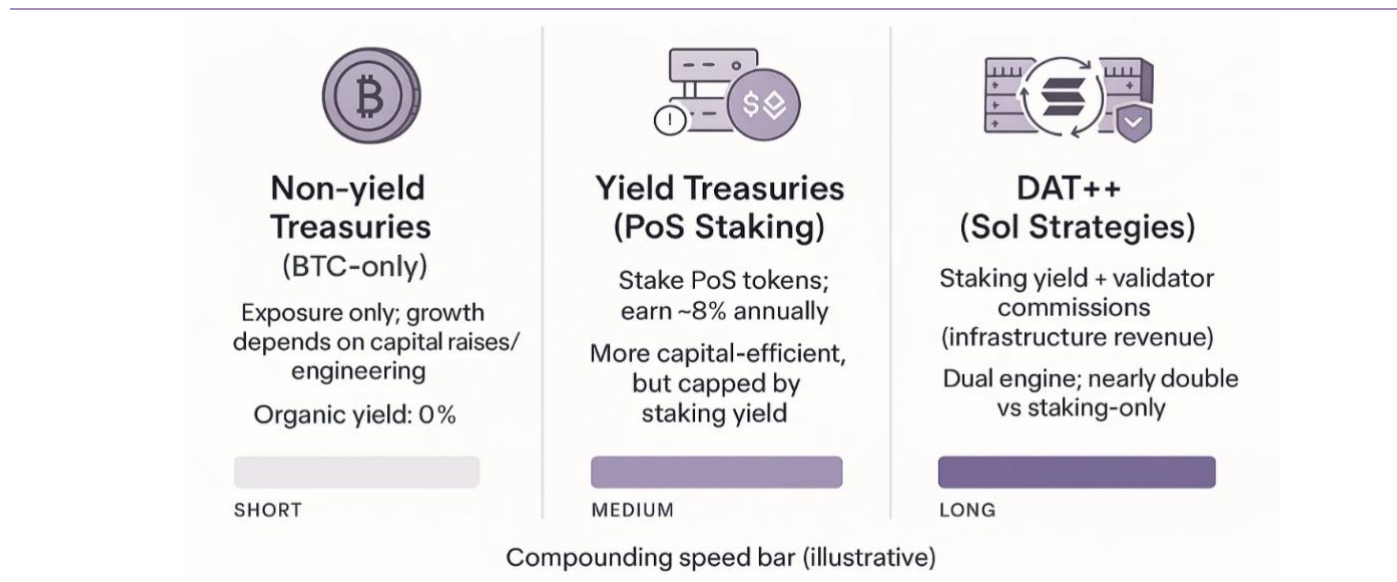 Non-yield
Treasuries
(BTC-only)
Exposure only; growth
depends on capital raises/
engineering
Organic yield: 0%
SHORT
Yield Treasuries
(PoS Staking)
Stake PoS tokens;
earn ~8% annually
More capital-efficient,
but capped by
staking yield
MEDIUM
DAT++
(Sol Strategies)
Staking yield + validator
commissions
(infrastructure revenue)
Dual engine; nearly double
vs staking-only
LONG
Compounding speed bar (illustrative)